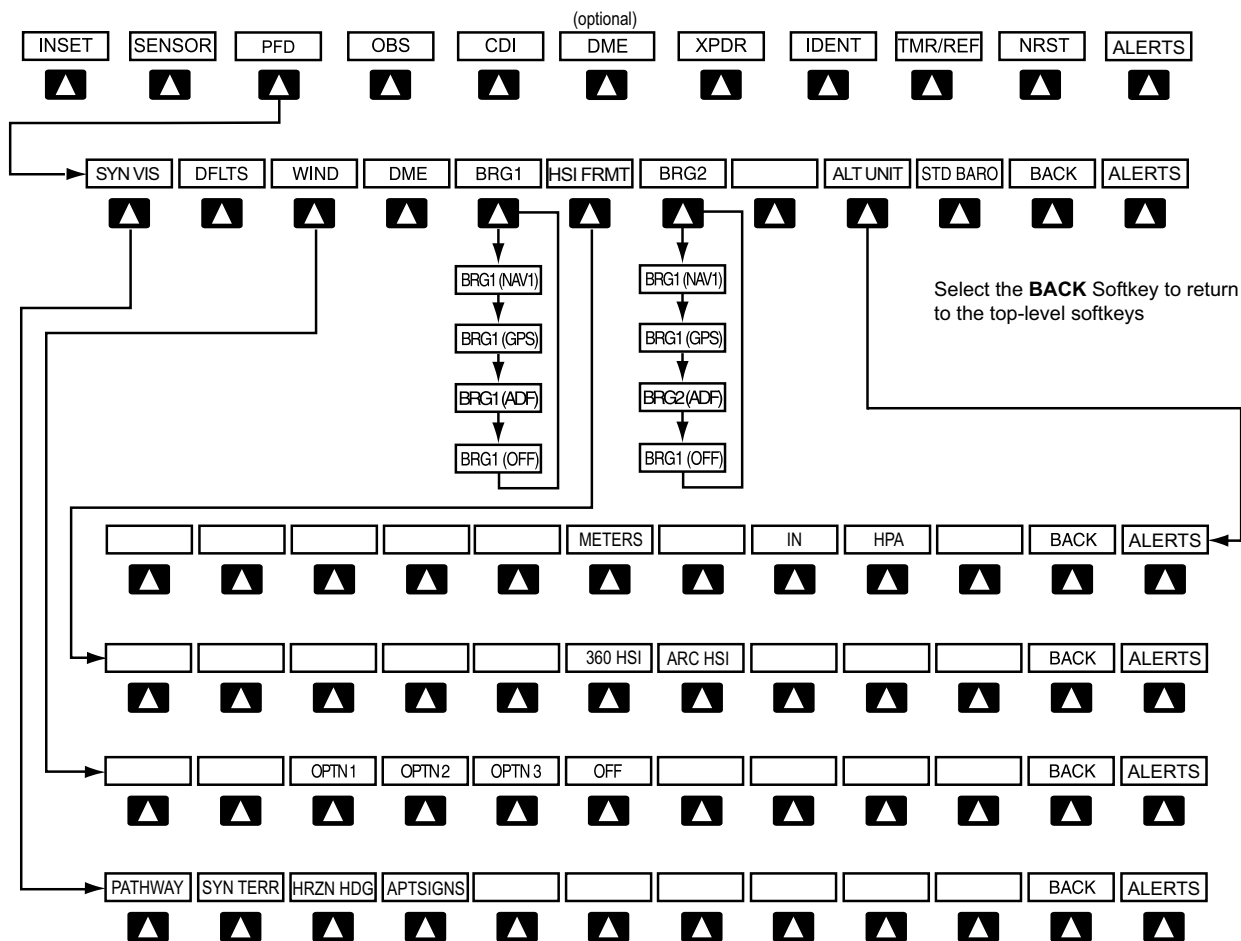 (optional)
INSET SENSOR PFD OBS CDI DME XPDR IDENT TMR/REF NRST ALERTS
SYN VIS DFLTS WIND DME BRG1 HSI FRMT BRG2 ALT UNIT STD BARO BACK ALERTS
BRG1 (NAV1) BRG1 (NAV1)
Select the BACK Softkey to return
to the top-level softkeys
BRG1 (GPS) BRG1 (GPS)
BRG1 (ADF) BRG2 (ADF)
BRG1 (OFF) BRG1 (OFF)
METERS IN HPA BACK ALERTS
360 HSI ARC HSI BACK ALERTS
OPTN 1 OPTN 2 OPTN 3 OFF BACK ALERTS
PATHWAY SYN TERR HRZN HDG APTSIGNS BACK ALERTS